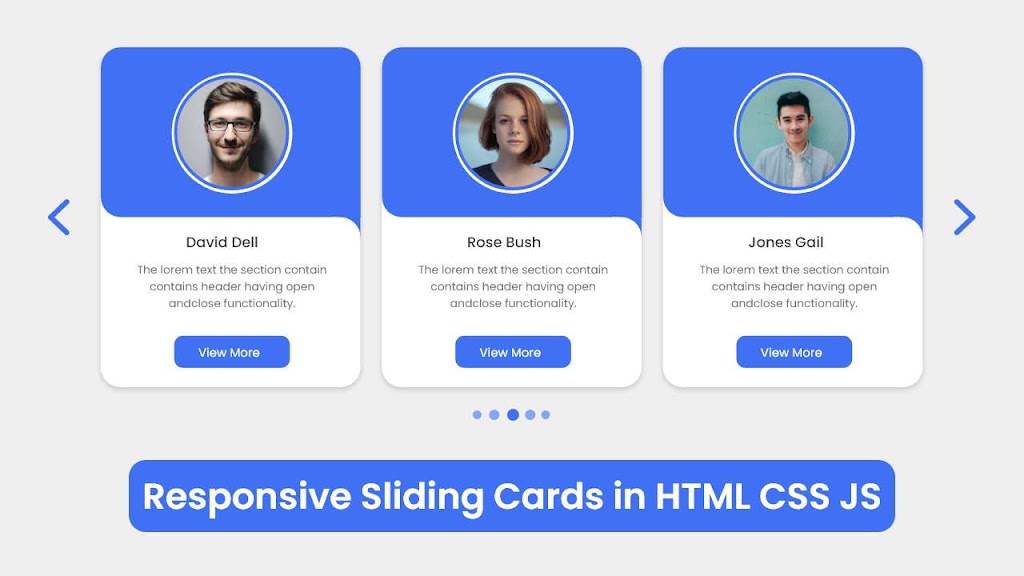 David Dell
The lorem text the section contain
contains header having open
andclose functionality.
View More
Rose Bush
The lorem text the section contain
contains header having open
andclose functionality.
View More
Jones Gail
The lorem text the section contain
contains header having open
andclose functionality.
View More
Responsive Sliding Cards in HTML CSS JS